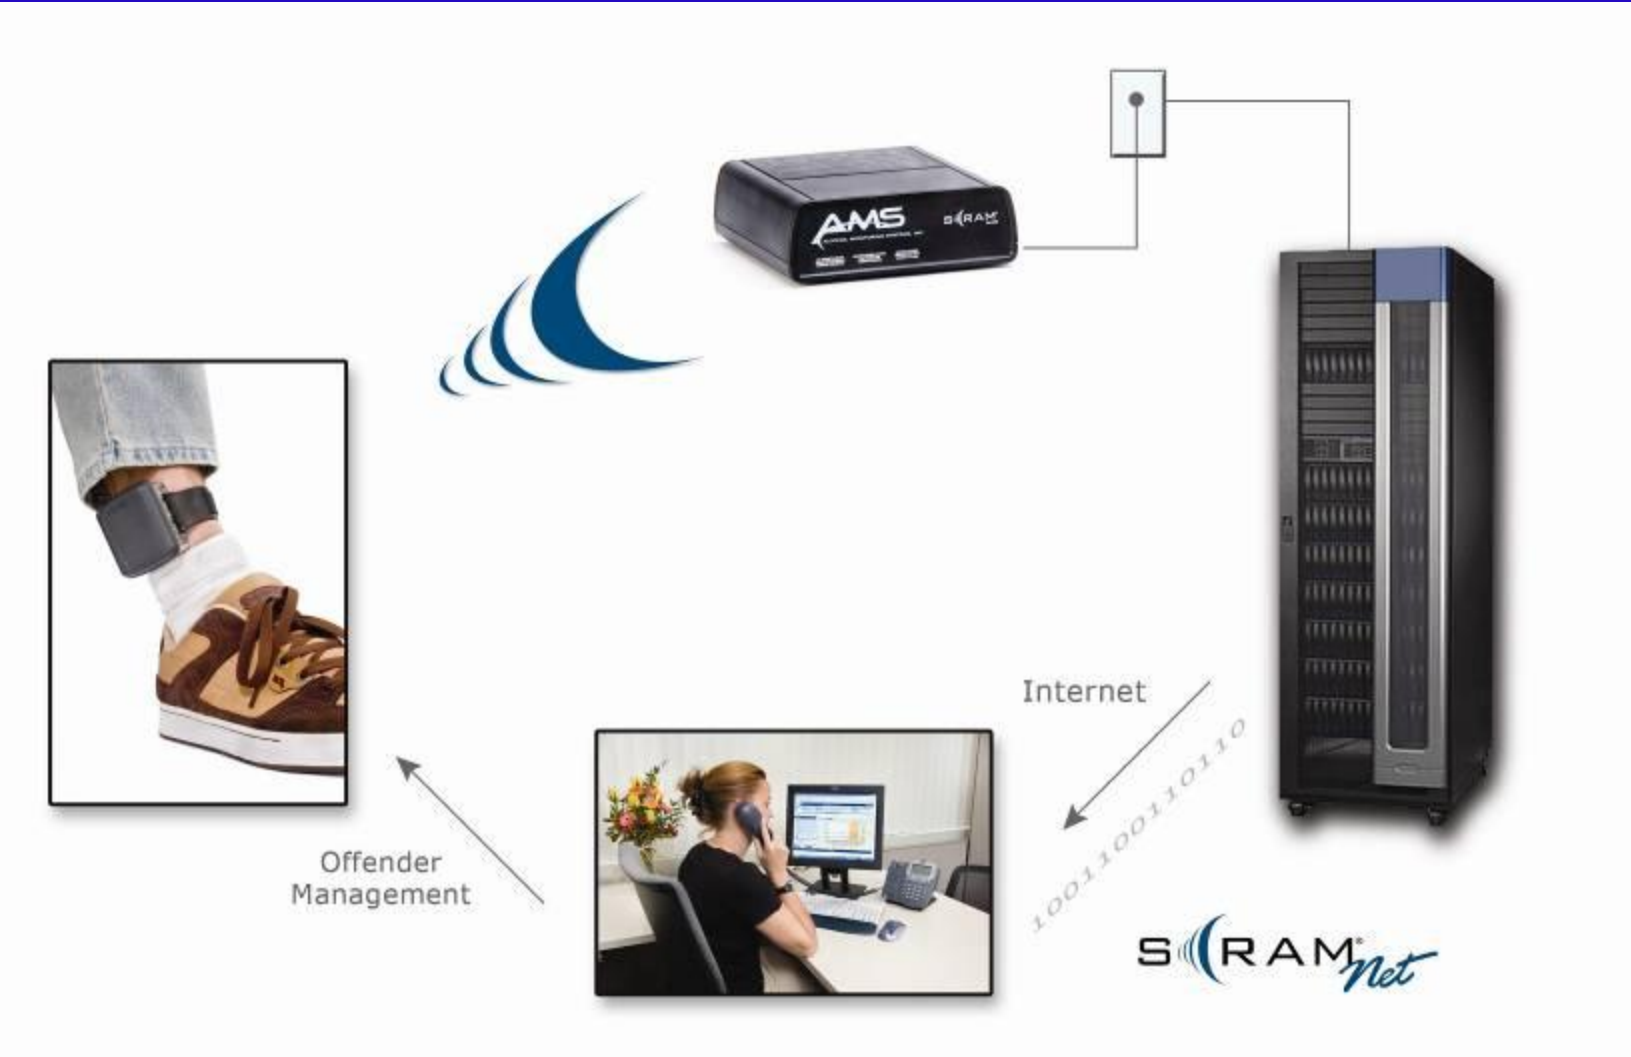 AMS
SCRAM
Internet
1001100110110
Offender
Management
SCRAM® Net